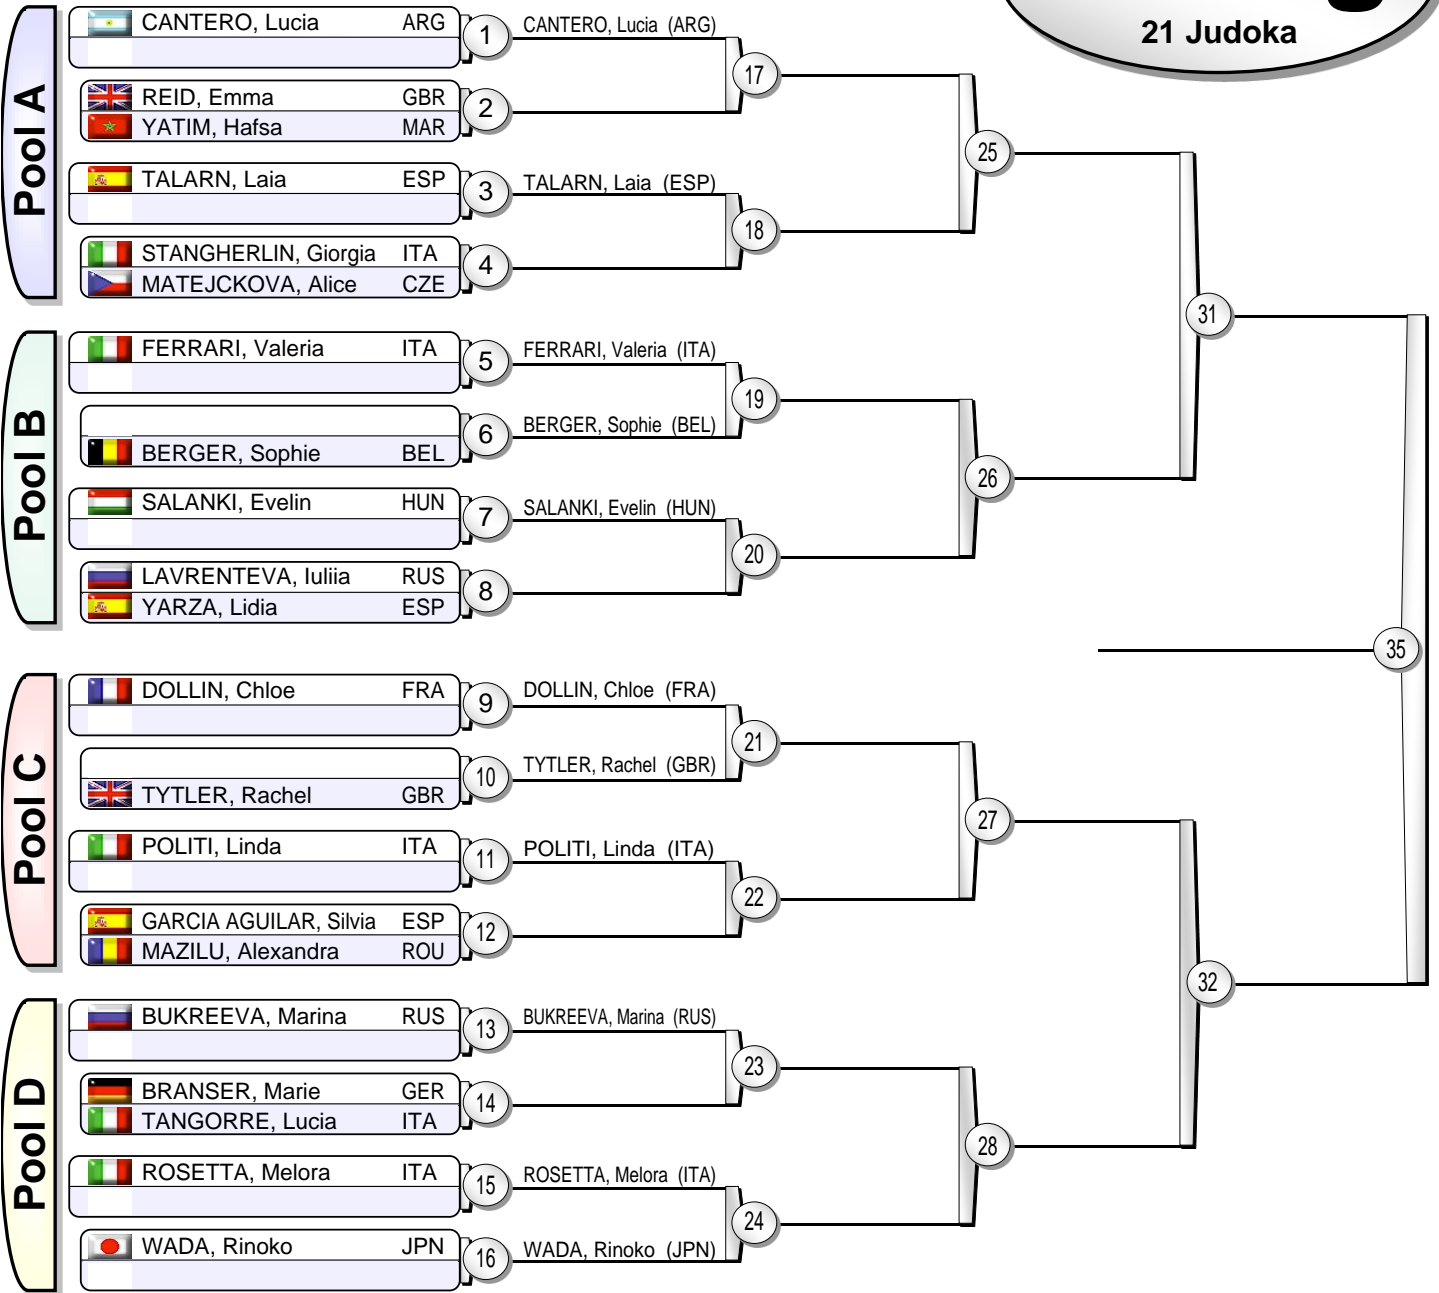 21 Judoka
Pool A
CANTERO, Lucia ARG
1
CANTERO, Lucia (ARG)
17
REID, Emma GBR
YATIM, Hafsa MAR
2
25
TALARN, Laia ESP
3
TALARN, Laia (ESP)
18
STANGHERLIN, Giorgia ITA
MATEJCKOVA, Alice CZE
4
31
Pool B
FERRARI, Valeria ITA
5
FERRARI, Valeria (ITA)
19
BERGER, Sophie BEL
6
BERGER, Sophie (BEL)
26
SALANKI, Evelin HUN
7
SALANKI, Evelin (HUN)
20
LAVRENTEVA, Iuliia RUS
YARZA, Lidia ESP
8
35
Pool C
DOLLIN, Chloe FRA
9
DOLLIN, Chloe (FRA)
21
TYTLER, Rachel GBR
10
TYTLER, Rachel (GBR)
27
POLITI, Linda ITA
11
POLITI, Linda (ITA)
22
GARCIA AGUILAR, Silvia ESP
MAZILU, Alexandra ROU
12
32
Pool D
BUKREEVA, Marina RUS
13
BUKREEVA, Marina (RUS)
23
BRANSER, Marie GER
TANGORRE, Lucia ITA
14
28
ROSETTA, Melora ITA
15
ROSETTA, Melora (ITA)
24
WADA, Rinoko JPN
16
WADA, Rinoko (JPN)